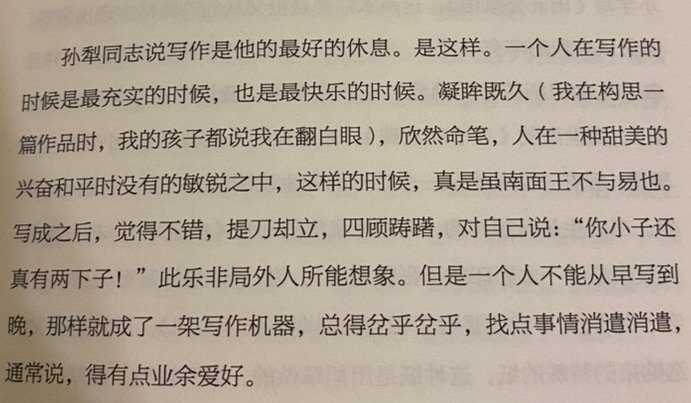 孙犁同志说写作是他的最好的休息。是这样。一个人在写作的
时候是最充实的时候，也是最快乐的时候。凝眸既久（我在构思一
篇作品时，我的孩子都说我在翻白眼），欣然命笔，人在一种甜美的
兴奋和平时没有的敏锐之中，这样的时候，真是虽南面王不与易也。
写成之后，觉得不错，提刀却立，四顾踌躇，对自己说：“你小子还
真有两下子！”此乐非局外人所能想象。但是一个人不能从早写到
晚，那样就成了一架写作机器，总得岔乎岔乎，找点事情消遣消遣，
通常说，得有点业余爱好。